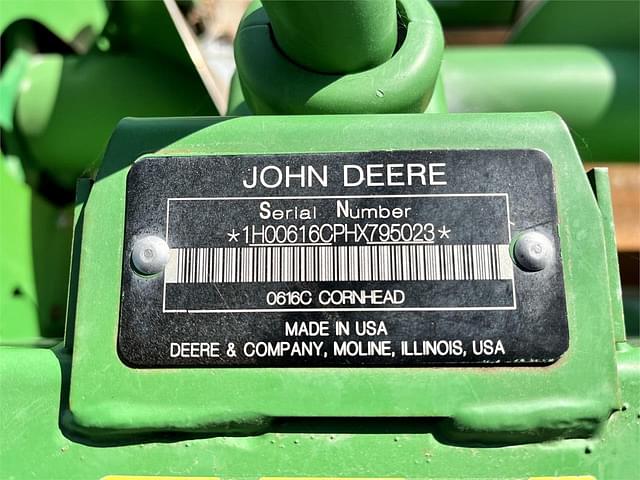 JOHN DEERE
Serial Number
*1H00616CPHX795023*
0616C CORNHEAD
MADE IN USA
DEERE & COMPANY, MOLINE, ILLINOIS, USA